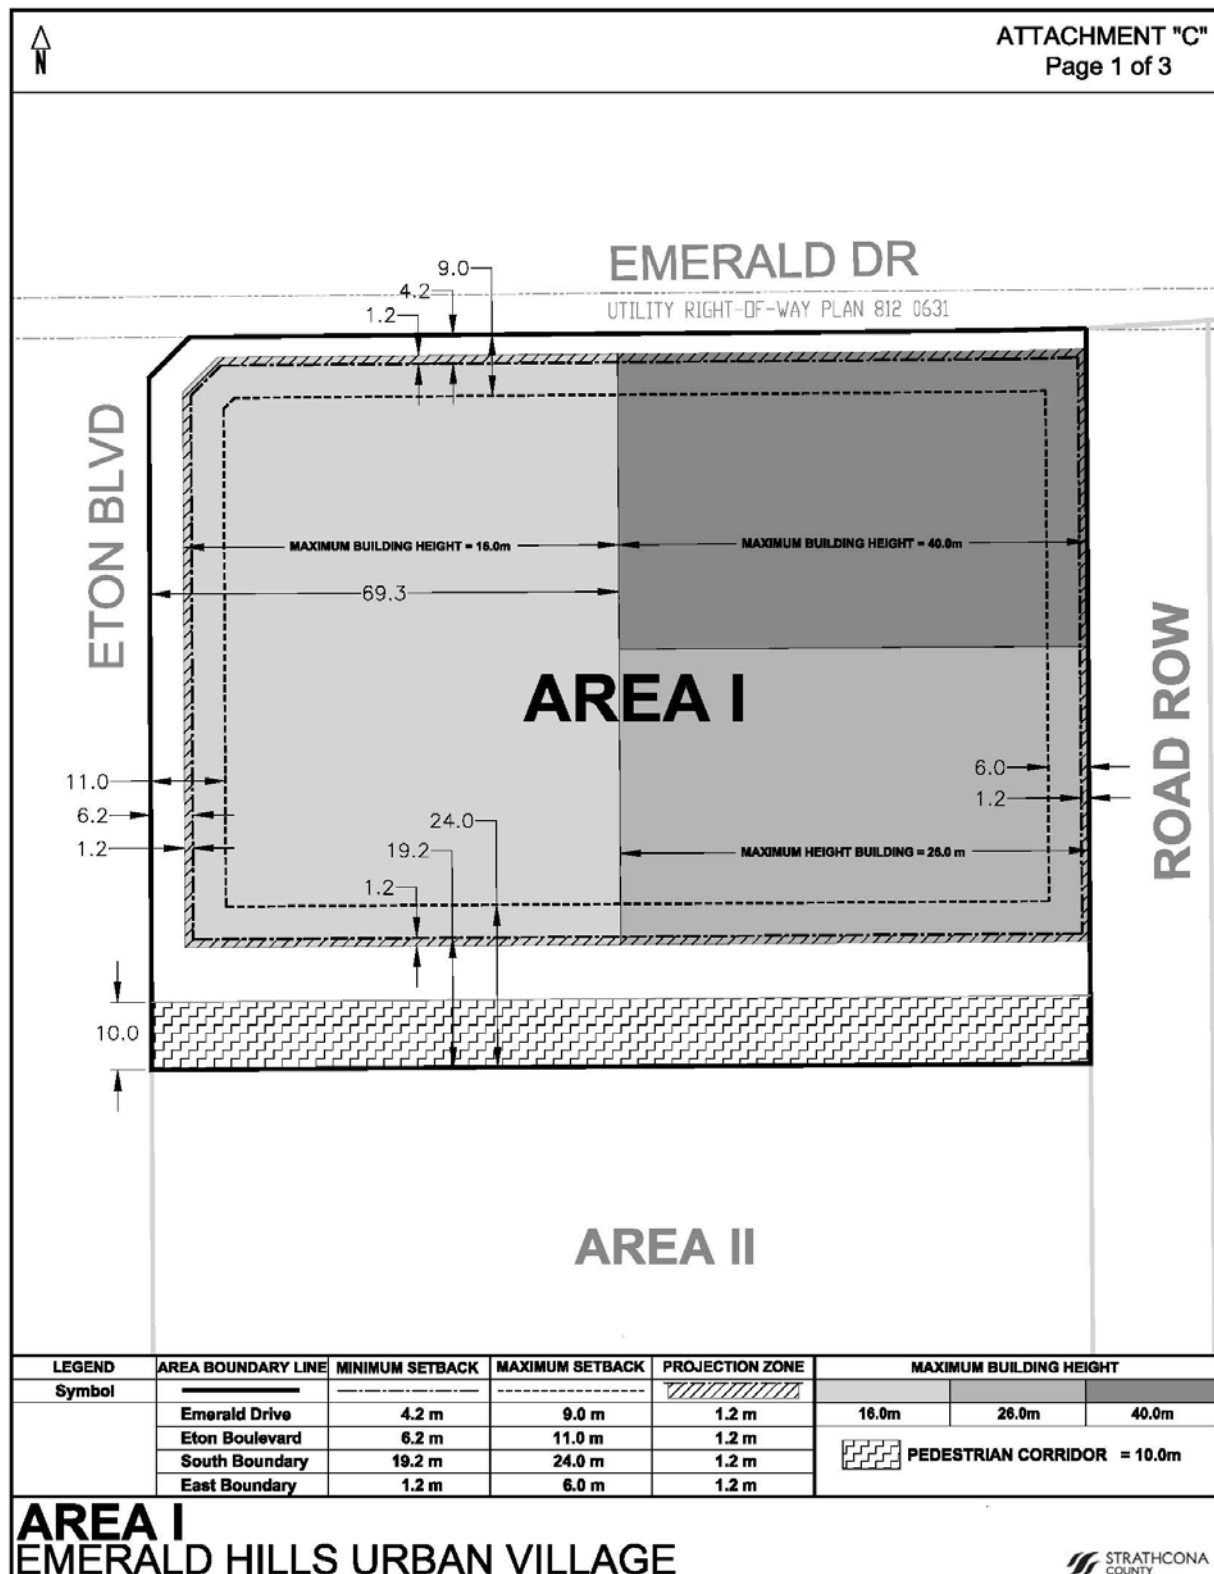 N
ATTACHMENT "C"
Page 1 of 3
EMERALD DR
UTILITY RIGHT-OF-WAY PLAN 812 0631
9.0
4.2
1.2
ETON BLVD
MAXIMUM BUILDING HEIGHT = 16.0m
MAXIMUM BUILDING HEIGHT = 40.0m
69.3
AREA I
ROAD ROW
11.0
6.2
1.2
24.0
19.2
1.2
6.0
1.2
MAXIMUM HEIGHT BUILDING = 26.0 m
10.0
AREA II
LEGEND AREA BOUNDARY LINE MINIMUM SETBACK MAXIMUM SETBACK PROJECTION ZONE MAXIMUM BUILDING HEIGHT
Symbol
Emerald Drive 4.2 m 9.0 m 1.2 m 16.0m 26.0m 40.0m
Eton Boulevard 6.2 m 11.0 m 1.2 m
South Boundary 19.2 m 24.0 m 1.2 m PEDESTRIAN CORRIDOR = 10.0m
East Boundary 1.2 m 6.0 m 1.2 m
AREA I
EMERALD HILLS URBAN VILLAGE
STRATHCONA
COUNTY